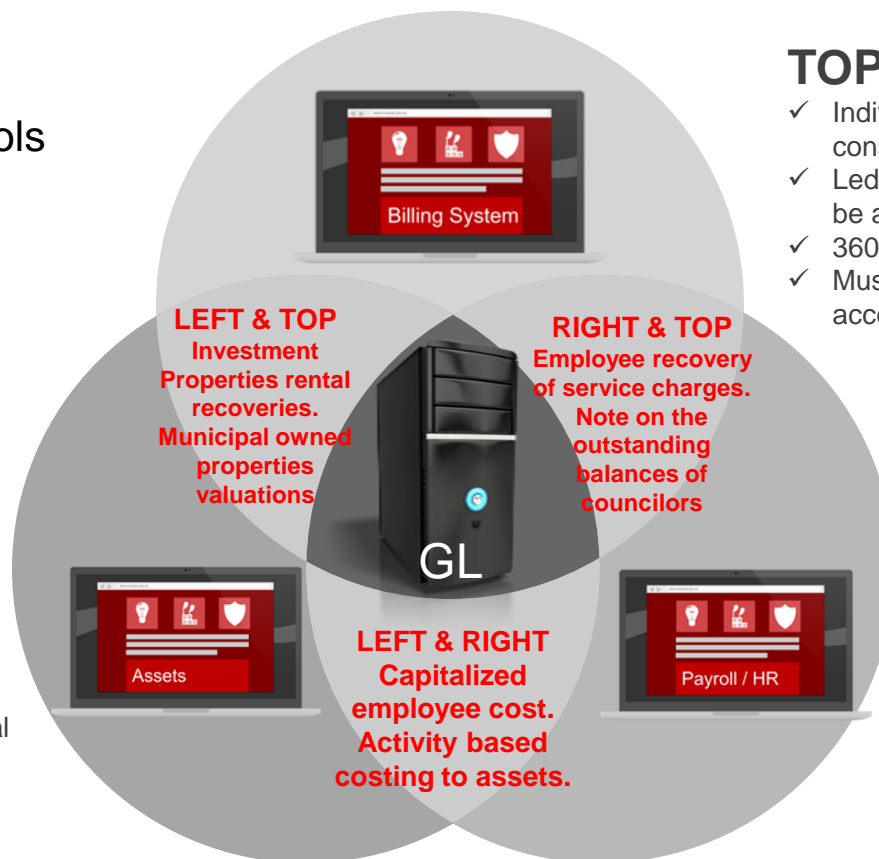 ols
TOP
✓ Indi
cons
✓ Led
be a
✓ 360
✓ Mus
acco
Billing System
LEFT & TOP
Investment
Properties rental
recoveries.
Municipal owned
properties
valuations
RIGHT & TOP
Employee recovery
of service charges.
Note on the
outstanding
balances of
councilors
GL
Assets
LEFT & RIGHT
Capitalized
employee cost.
Activity based
costing to assets.
Payroll / HR
al